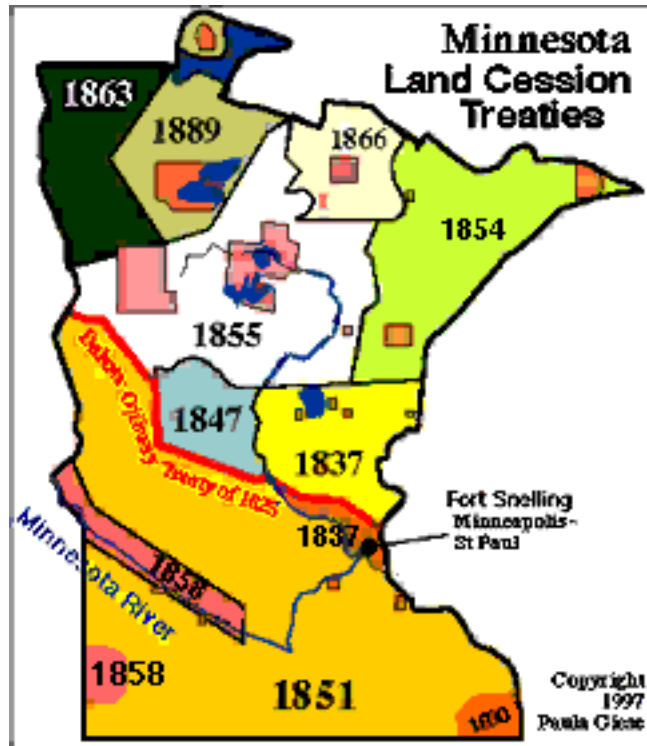 Minnesota
Land Cession
Treaties
1863
1889
1866
1854
1855
1847
1837
Dakota-Ojibway Treaty of 1825
Fort Snelling
Minneapolis-
St Paul
1837
Minnesota River
1858
1858
1851
Copyright
1997
Paula Giese